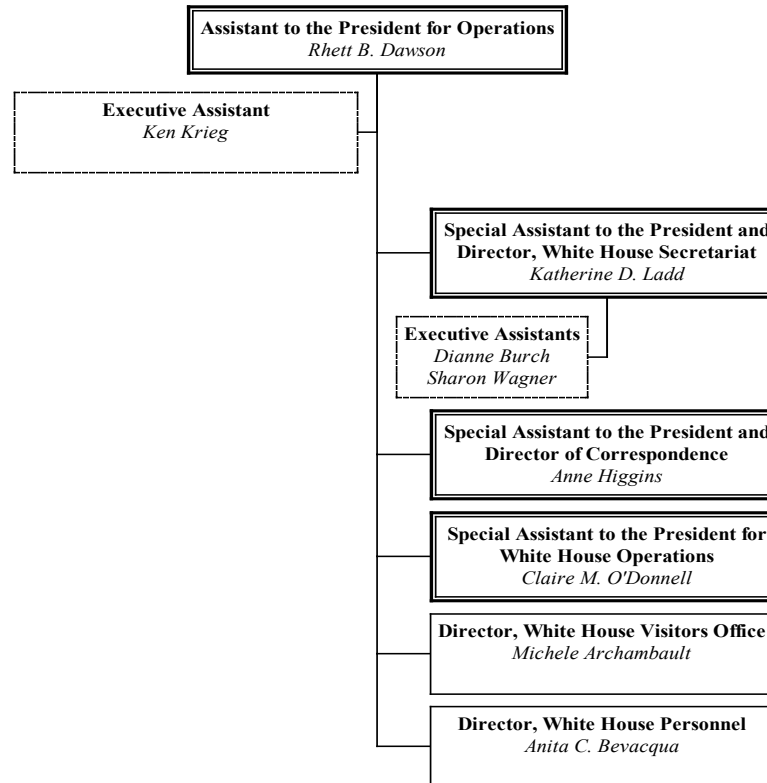 Assistant to the President for Operations
Rhett B. Dawson
Executive Assistant
Ken Krieg
Special Assistant to the President and
Director, White House Secretariat
Katherine D. Ladd
Executive Assistants
Dianne Burch
Sharon Wagner
Special Assistant to the President and
Director of Correspondence
Anne Higgins
Special Assistant to the President for
White House Operations
Claire M. O'Donnell
Director, White House Visitors Office
Michele Archambault
Director, White House Personnel
Anita C. Bevacqua